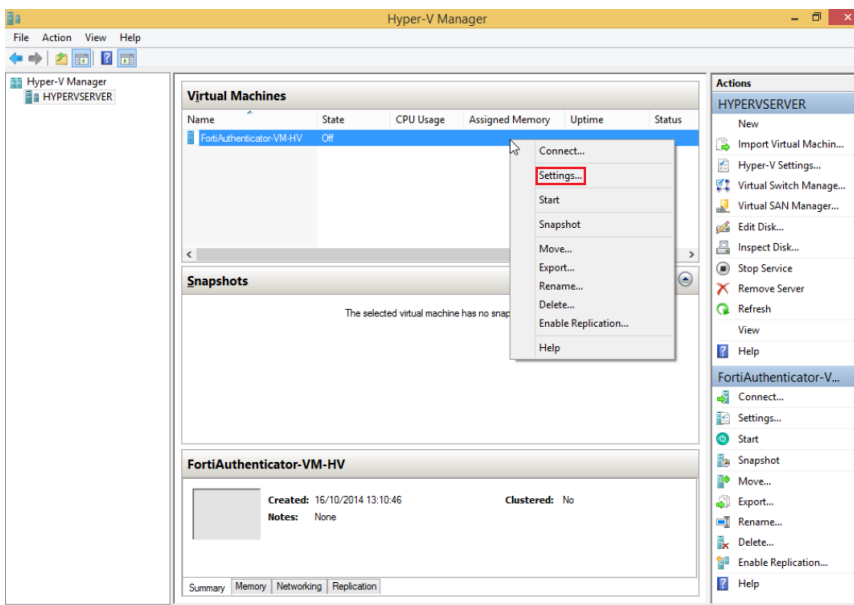 Hyper-V Manager
File Action View Help
Hyper-V Manager
HYPERVSERVER
Virtual Machines
Name State CPU Usage Assigned Memory Uptime Status
FortiAuthenticator-VM-HV Off
Connect...
Settings...
Start
Snapshot
Move...
Export...
Rename...
Delete...
Enable Replication...
Help
Snapshots
The selected virtual machine has no snap
FortiAuthenticator-VM-HV
Created: 16/10/2014 13:10:46 Clustered: No
Notes: None
Summary Memory Networking Replication
Actions
HYPERVSERVER
New
Import Virtual Machin...
Hyper-V Settings...
Virtual Switch Manage...
Virtual SAN Manager...
Edit Disk...
Inspect Disk...
Stop Service
Remove Server
Refresh
View
Help
FortiAuthenticator-V...
Connect...
Settings...
Start
Snapshot
Move...
Export...
Rename...
Delete...
Enable Replication...
Help